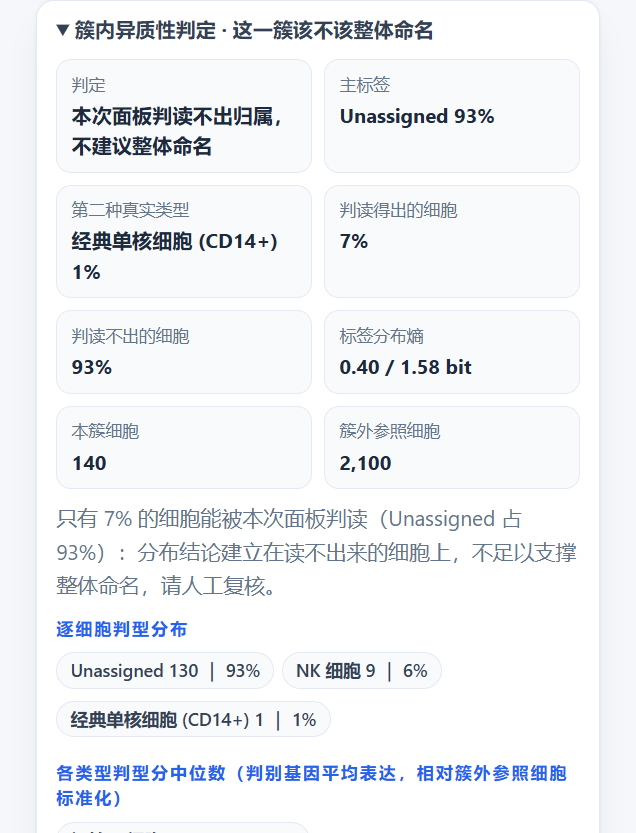 ▼ 簇内异质性判定 · 这一簇该不该整体命名
判定
本次面板判读不出归属，
不建议整体命名
主标签
Unassigned 93%
第二种真实类型
经典单核细胞 (CD14+)
1%
判读得出的细胞
7%
判读不出的细胞
93%
标签分布熵
0.40 / 1.58 bit
本簇细胞
140
簇外参照细胞
2,100
只有 7% 的细胞能被本次面板判读（Unassigned 占
93%）：分布结论建立在读不出来的细胞上，不足以支撑
整体命名，请人工复核。
逐细胞判型分布
Unassigned 130 | 93%
NK 细胞 9 | 6%
经典单核细胞 (CD14+) 1 | 1%
各类型判型分中位数（判别基因平均表达，相对簇外参照细胞
标准化）